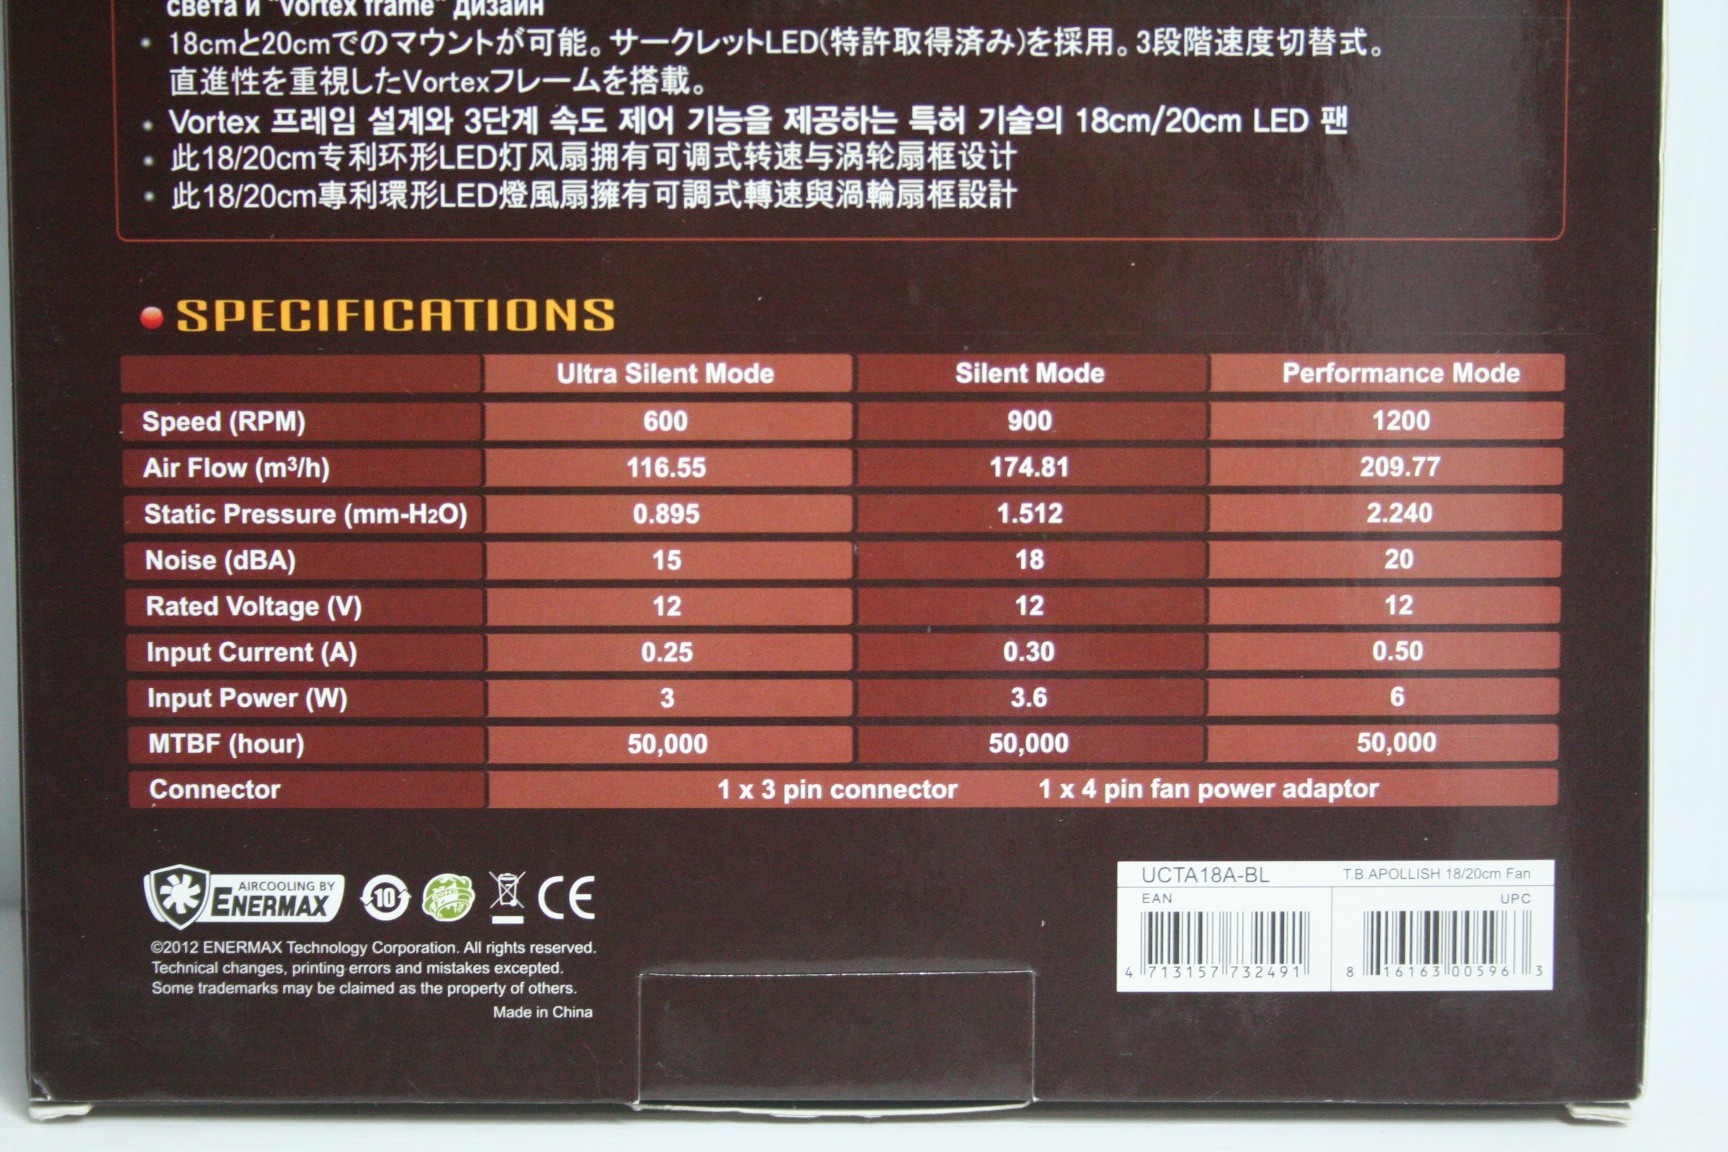 света и "Vortex frame" дизайн
• 18cmと20cmでのマウントが可能。サークレットLED(特許取得済み)を採用。3段階速度切替式。
直進性を重視したVortexフレームを搭載。
• Vortex 프레임 설계와 3단계 속도 제어 기능을 제공하는 특허 기술의 18cm/20cm LED 팬
• 此18/20cm专利环形LED灯风扇拥有可调式转速与涡轮扇框设计
• 此18/20cm專利環形LED燈風扇擁有可調式轉速與渦輪扇框設計
SPECIFICATIONS
Ultra Silent Mode Silent Mode Performance Mode
Speed (RPM) 600 900 1200
Air Flow (m³/h) 116.55 174.81 209.77
Static Pressure (mm-H2O) 0.895 1.512 2.240
Noise (dBA) 15 18 20
Rated Voltage (V) 12 12 12
Input Current (A) 0.25 0.30 0.50
Input Power (W) 3 3.6 6
MTBF (hour) 50,000 50,000 50,000
Connector 1 x 3 pin connector 1 x 4 pin fan power adaptor
AIRCOOLING BY
ENERMAX
10
CE
©2012 ENERMAX Technology Corporation. All rights reserved.
Technical changes, printing errors and mistakes excepted.
Some trademarks may be claimed as the property of others.
Made in China
UCTA18A-BL T.B.APOLLISH 18/20cm Fan
EAN UPC
4 713157 732491 8 16163 00596 3